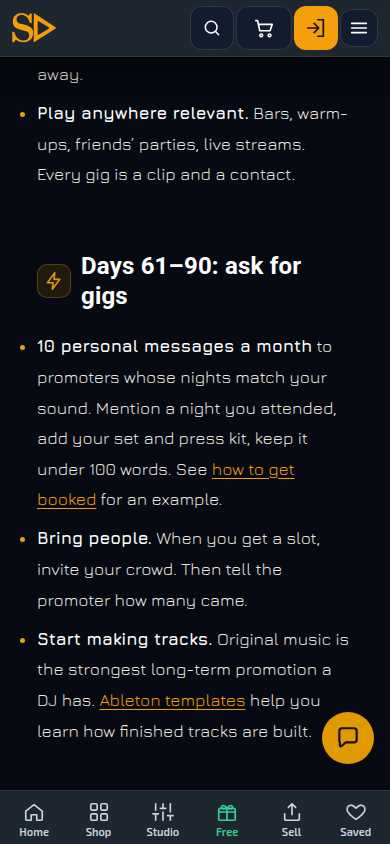 away.
Play anywhere relevant. Bars, warm-
ups, friends' parties, live streams.
Every gig is a clip and a contact.
Days 61–90: ask for
gigs
10 personal messages a month to
promoters whose nights match your
sound. Mention a night you attended,
add your set and press kit, keep it
under 100 words. See how to get
booked for an example.
Bring people. When you get a slot,
invite your crowd. Then tell the
promoter how many came.
Start making tracks. Original music is
the strongest long-term promotion a
DJ has. Ableton templates help you
learn how finished tracks are built.
Home Shop Studio Free Sell Saved